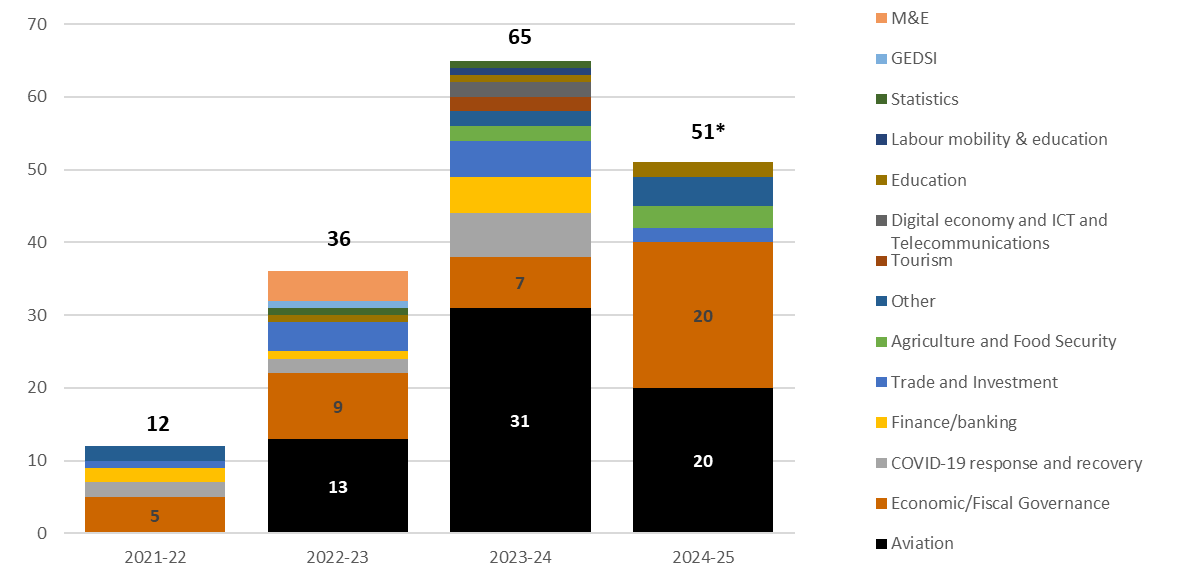 70
60
50
40
30
20
10
0
12
5
36
9
13
65
7
31
51*
20
20
2021-22
2022-23
2023-24
2024-25
M&E
GEDSI
Statistics
Labour mobility & education
Education
Digital economy and ICT and
Telecommunications
Tourism
Other
Agriculture and Food Security
Trade and Investment
Finance/banking
COVID-19 response and recovery
Economic/Fiscal Governance
Aviation